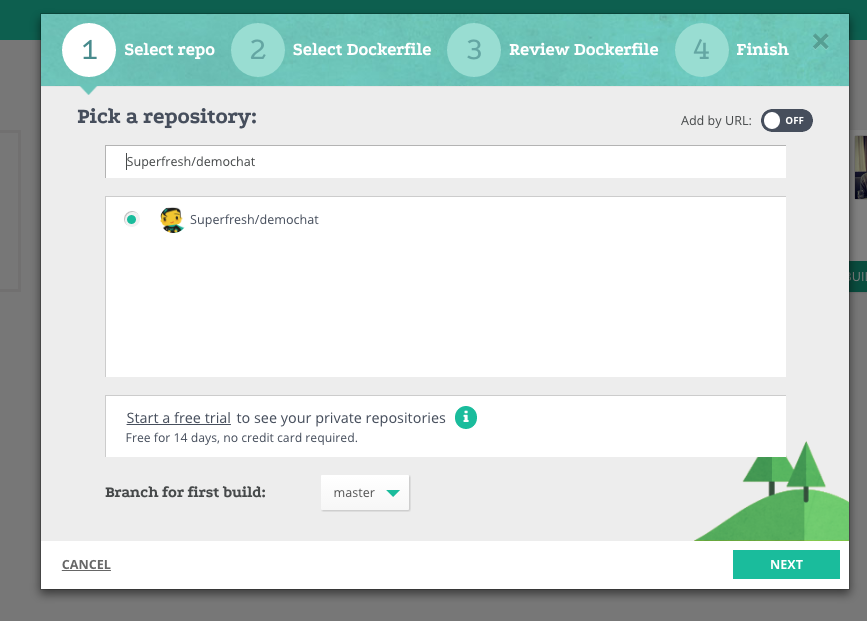 1 Select repo 2 Select Dockerfile 3 Review Dockerfile 4 Finish
Pick a repository:
Add by URL: OFF
Superfresh/demochat
Superfresh/demochat
Start a free trial to see your private repositories i
Free for 14 days, no credit card required.
Branch for first build: master
CANCEL NEXT